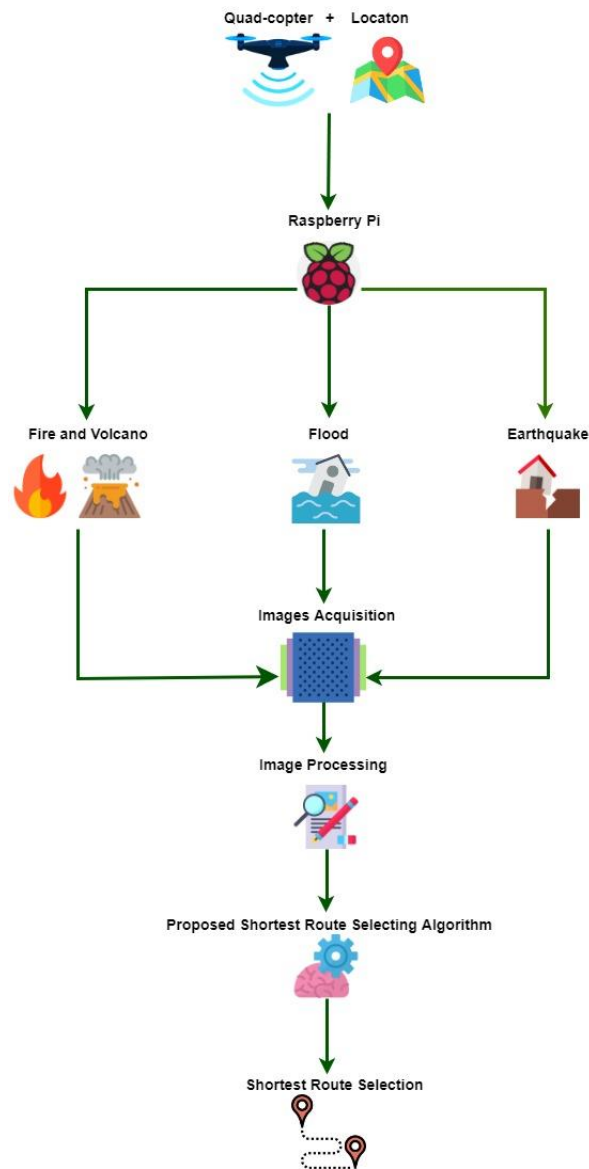 Quad-copter + Locaton
Raspberry Pi
Fire and Volcano
Flood
Earthquake
Images Acquisition
Image Processing
Proposed Shortest Route Selecting Algorithm
Shortest Route Selection